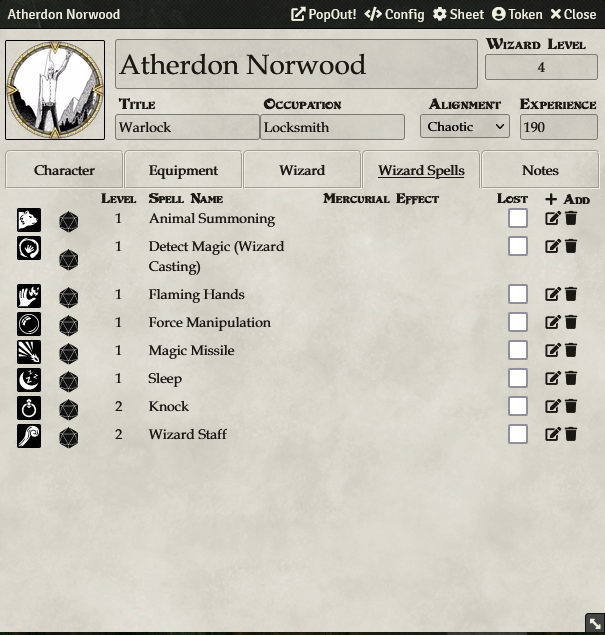 Atherdon Norwood PopOut! Config Sheet Token Close
Atherdon Norwood
Wizard Level
4
Title Occupation Alignment Experience
Warlock Locksmith Chaotic 190
Character Equipment Wizard Wizard Spells Notes
Level Spell Name Mercurial Effect Lost + Add
1 Animal Summoning
1 Detect Magic (Wizard
Casting)
1 Flaming Hands
1 Force Manipulation
1 Magic Missile
1 Sleep
2 Knock
2 Wizard Staff